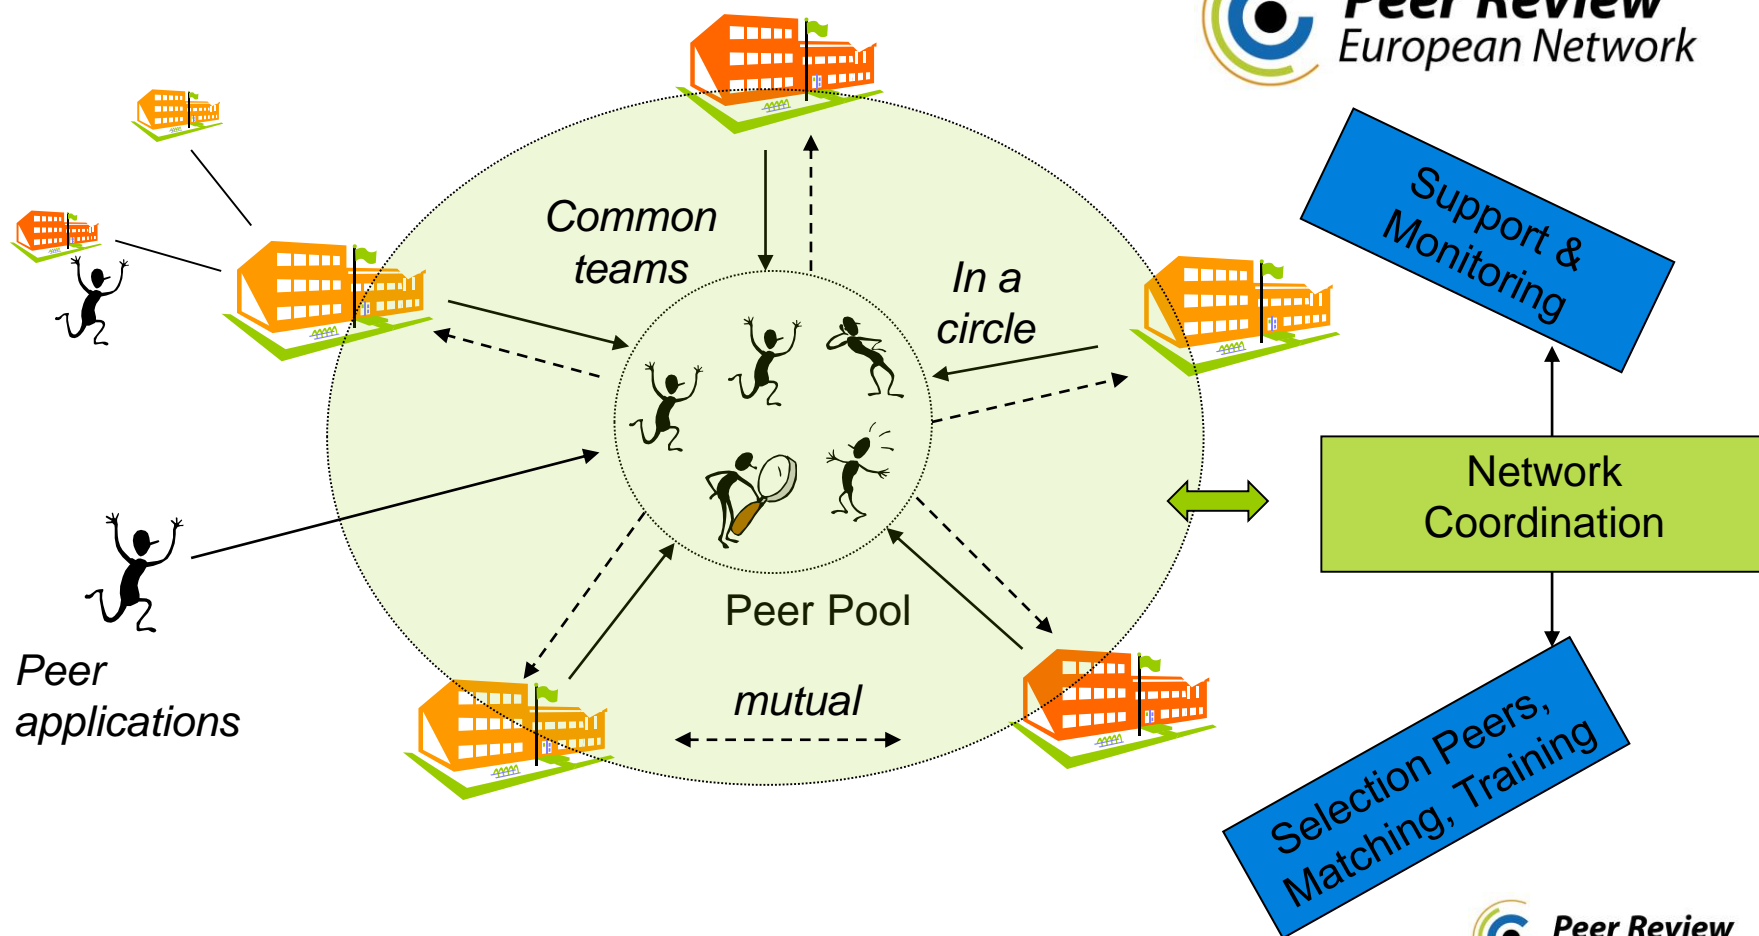 Peer Review
European Network
Common
teams
In a
circle
Support &
Monitoring
Network
Coordination
Peer Pool
Peer
applications
mutual
Selection Peers,
Matching, Training
Peer Review